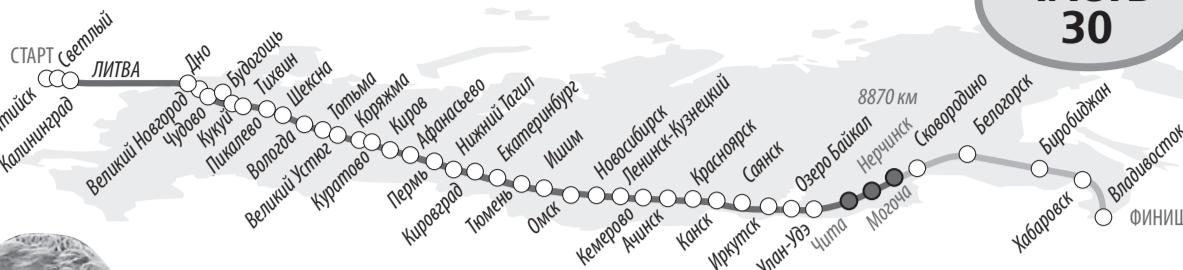 30
СТАРТ
Светлый
Калининград
ЛИТВА
Дно
Великий Новгород
Чудово
Будогощь
Кукуй
Тихвин
Пикалево
Шексна
Вологда
Тотьма
Великий Устюг
Коряжма
Куратово
Киров
Афанасьево
Пермь
Нижний Тагил
Кировград
Екатеринбург
Тюмень
Ишим
Омск
Новосибирск
Ленинск-Кузнецкий
Кемерово
Ачинск
Красноярск
Канск
Саянск
Иркутск
Озеро Байкал
Улан-Удэ
Чита
8870 км
Нерчинск
Могоча
Сковородино
Белогорск
Биробиджан
Хабаровск
Владивосток
ФИНИШ